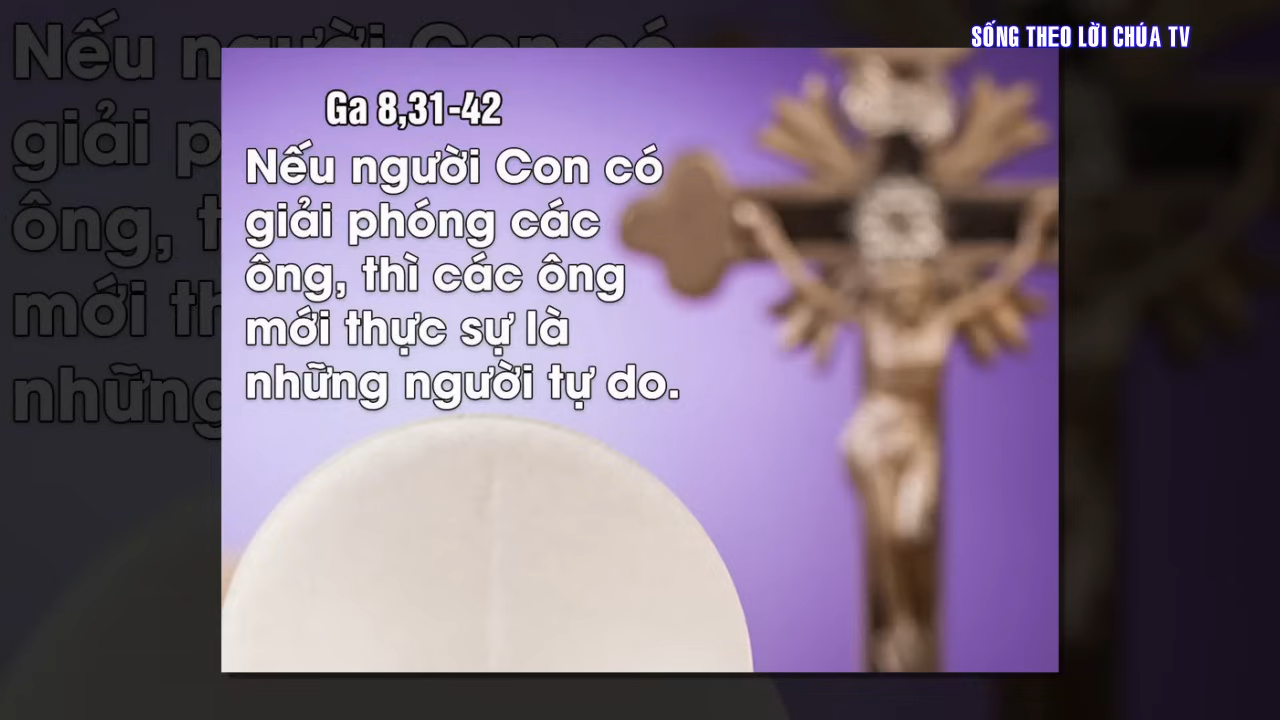 SỐNG THEO LỜI CHÚA TV
Ga 8,31-42
Nếu người Con có
giải phóng các
ông, thì các ông
mới thực sự là
những người tự do.